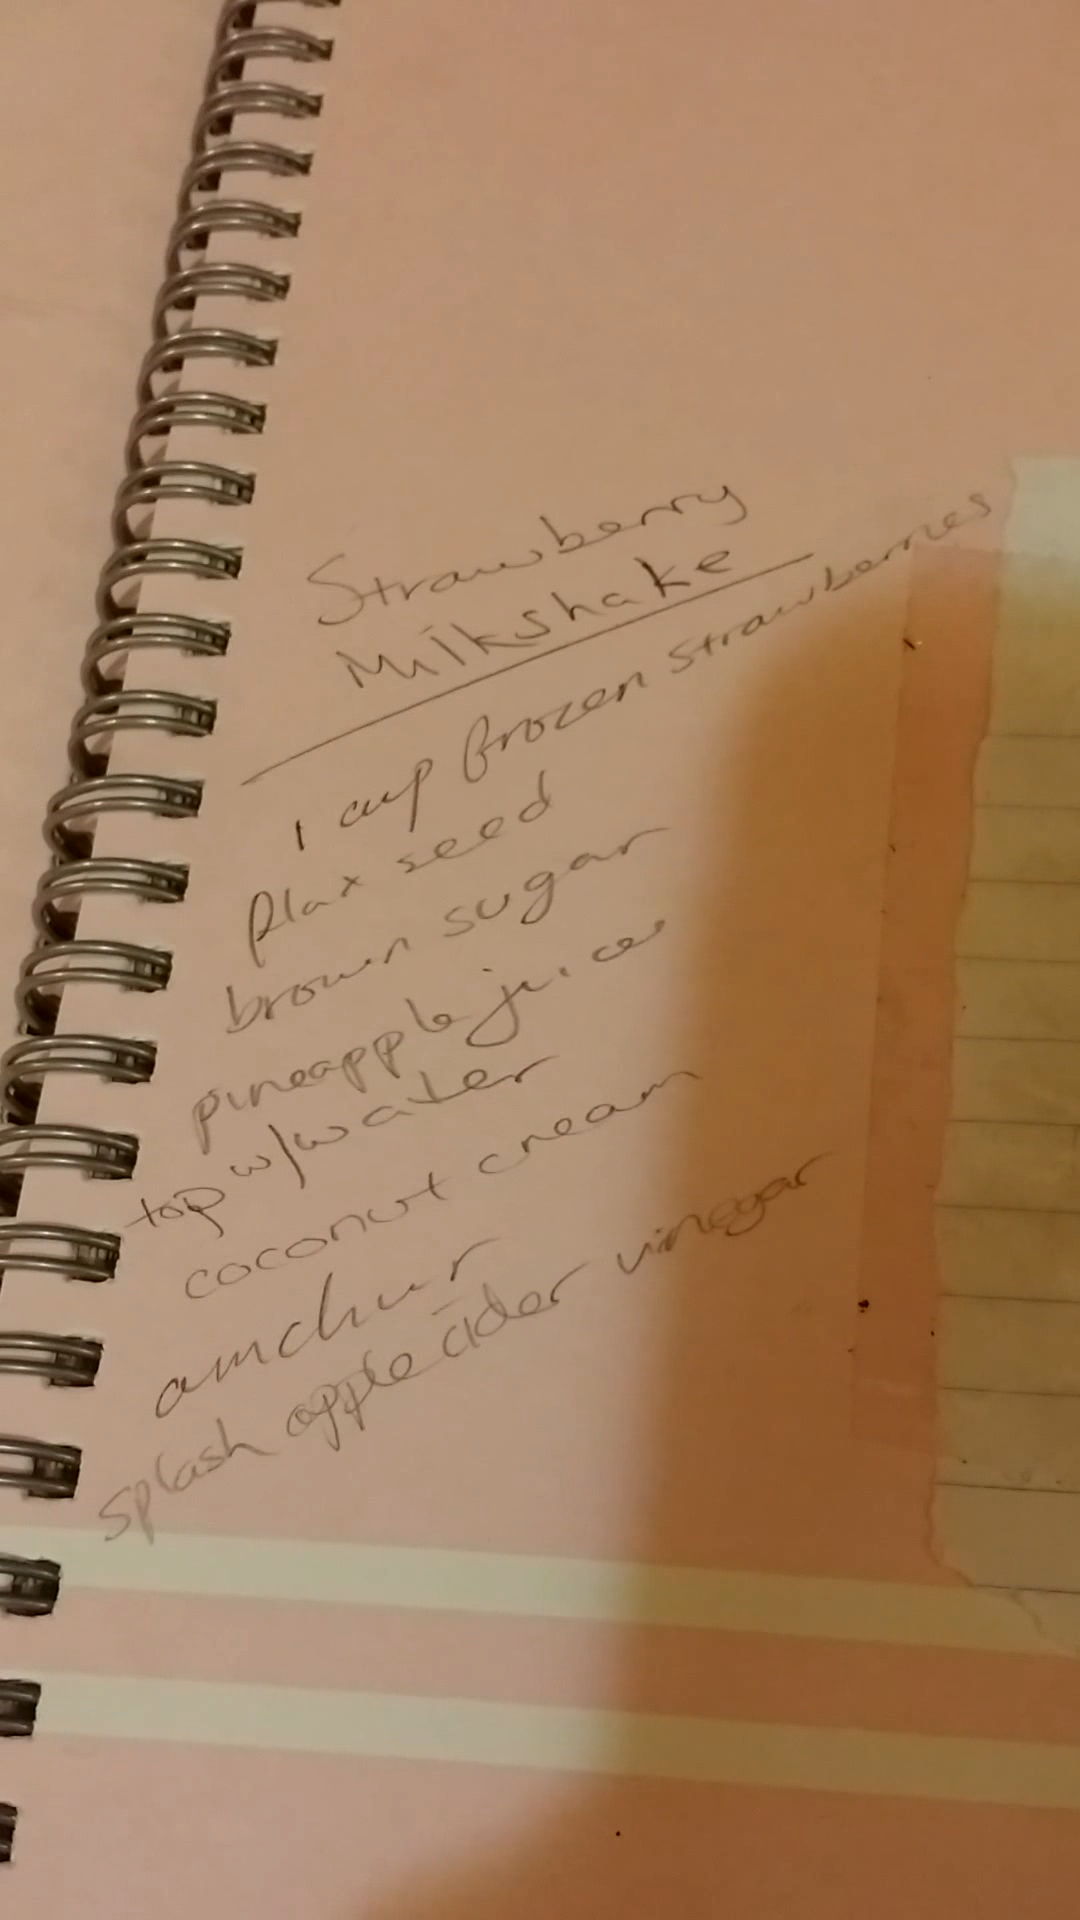 Strawberry
Milkshake
1 cup frozen strawberries
flax seed
brown sugar
pineapple juice
top w/water
coconut cream
amchur
splash apple cider vinegar